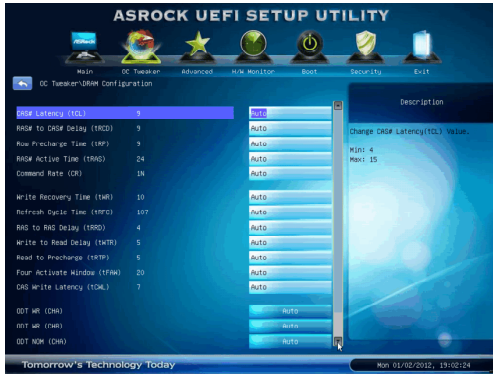 ASROCK UEFI SETUP UTILITY
ASRock
Main OC Tweaker Advanced H/W Monitor Boot Security Exit
OC Tweaker\DRAM Configuration
Description
CAS# Latency (tCL) 9 Auto
Change CAS# Latency(tCL) Value.
RAS# to CAS# Delay (tRCD) 9 Auto
Min: 4
Row Precharge Time (tRP) 9 Auto
Max: 15
RAS# Active Time (tRAS) 24 Auto
Command Rate (CR) 1N Auto
Write Recovery Time (tWR) 10 Auto
Refresh Cycle Time (tRFC) 107 Auto
RAS to RAS Delay (tRRD) 4 Auto
Write to Read Delay (tWTR) 5 Auto
Read to Precharge (tRTP) 5 Auto
Four Activate Window (tFAW) 20 Auto
CAS Write Latency (tCWL) 7 Auto
ODT WR (CHA) Auto
ODT WR (CHB) Auto
ODT NOM (CHA) Auto
Tomorrow's Technology Today
Mon 01/02/2012, 19:02:24